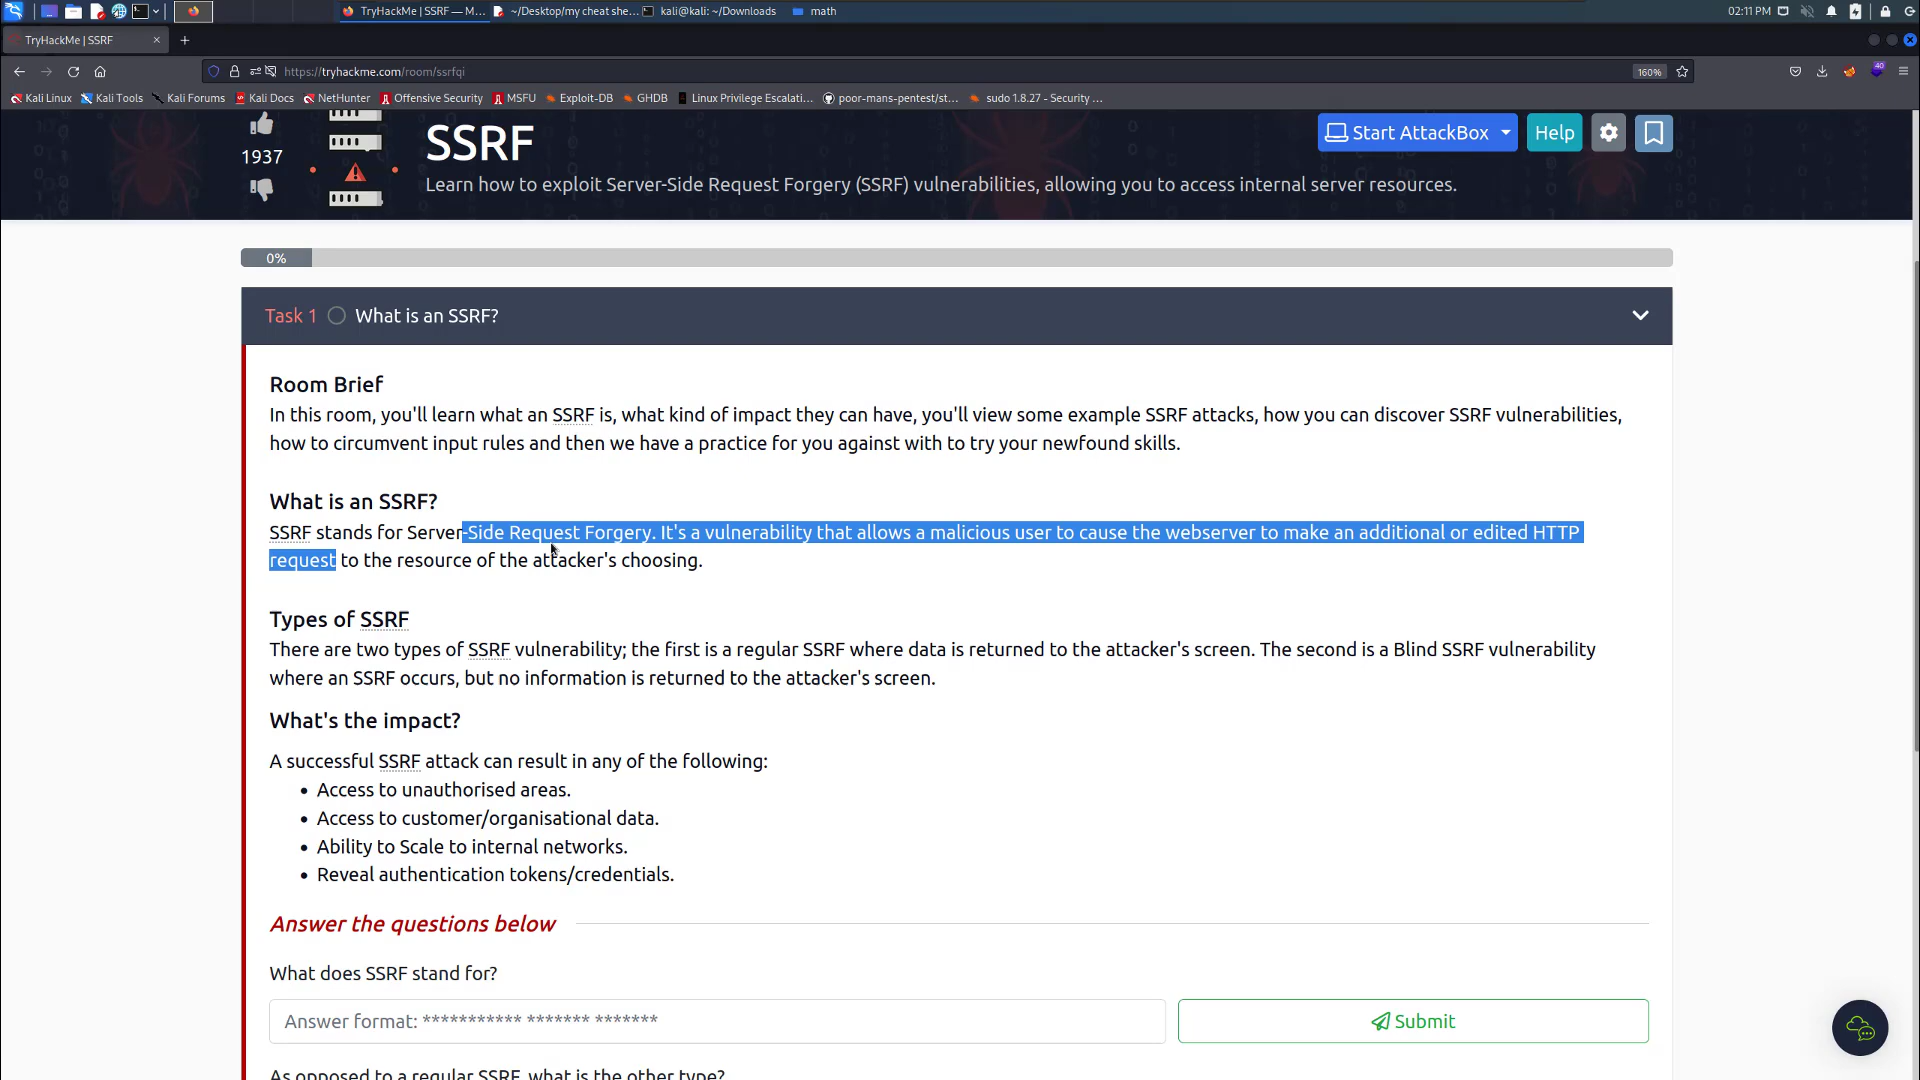 TryHackMe | SSRF — M...
~/Desktop/my cheat she...
kali@kali: ~/Downloads
math
02:11 PM
TryHackMe | SSRF
https://tryhackme.com/room/ssrfqi
160%
40
Kali Linux
Kali Tools
Kali Forums
Kali Docs
NetHunter
Offensive Security
MSFU
Exploit-DB
GHDB
Linux Privilege Escalati...
poor-mans-pentest/st...
sudo 1.8.27 - Security ...
1937
SSRF
Start AttackBox
Help
Learn how to exploit Server-Side Request Forgery (SSRF) vulnerabilities, allowing you to access internal server resources.
0%
Task 1 What is an SSRF?
Room Brief
In this room, you'll learn what an SSRF is, what kind of impact they can have, you'll view some example SSRF attacks, how you can discover SSRF vulnerabilities,
how to circumvent input rules and then we have a practice for you against with to try your newfound skills.
What is an SSRF?
SSRF stands for Server-Side Request Forgery. It's a vulnerability that allows a malicious user to cause the webserver to make an additional or edited HTTP
request to the resource of the attacker's choosing.
Types of SSRF
There are two types of SSRF vulnerability; the first is a regular SSRF where data is returned to the attacker's screen. The second is a Blind SSRF vulnerability
where an SSRF occurs, but no information is returned to the attacker's screen.
What's the impact?
A successful SSRF attack can result in any of the following:
• Access to unauthorised areas.
• Access to customer/organisational data.
• Ability to Scale to internal networks.
• Reveal authentication tokens/credentials.
Answer the questions below
What does SSRF stand for?
Answer format: *********** ******* *******
Submit
As opposed to a regular SSRF, what is the other type?